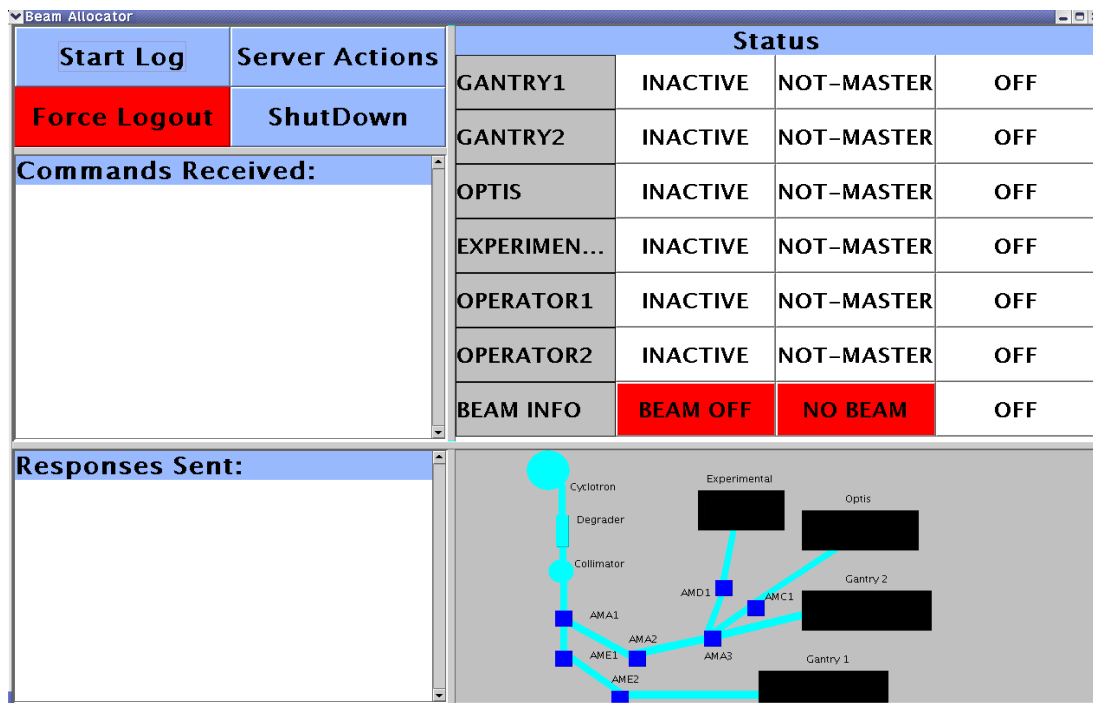 Beam Allocator
Start Log Server Actions
Force Logout ShutDown
Commands Received:
Responses Sent:
Status
GANTRY1 INACTIVE NOT-MASTER OFF
GANTRY2 INACTIVE NOT-MASTER OFF
OPTIS INACTIVE NOT-MASTER OFF
EXPERIMEN... INACTIVE NOT-MASTER OFF
OPERATOR1 INACTIVE NOT-MASTER OFF
OPERATOR2 INACTIVE NOT-MASTER OFF
BEAM INFO BEAM OFF NO BEAM OFF
Cyclotron
Degrader
Collimator
Experimental
Optis
AMD1
AMC1
Gantry 2
AMA1
AMA2
AME1
AMA3
Gantry 1
AME2